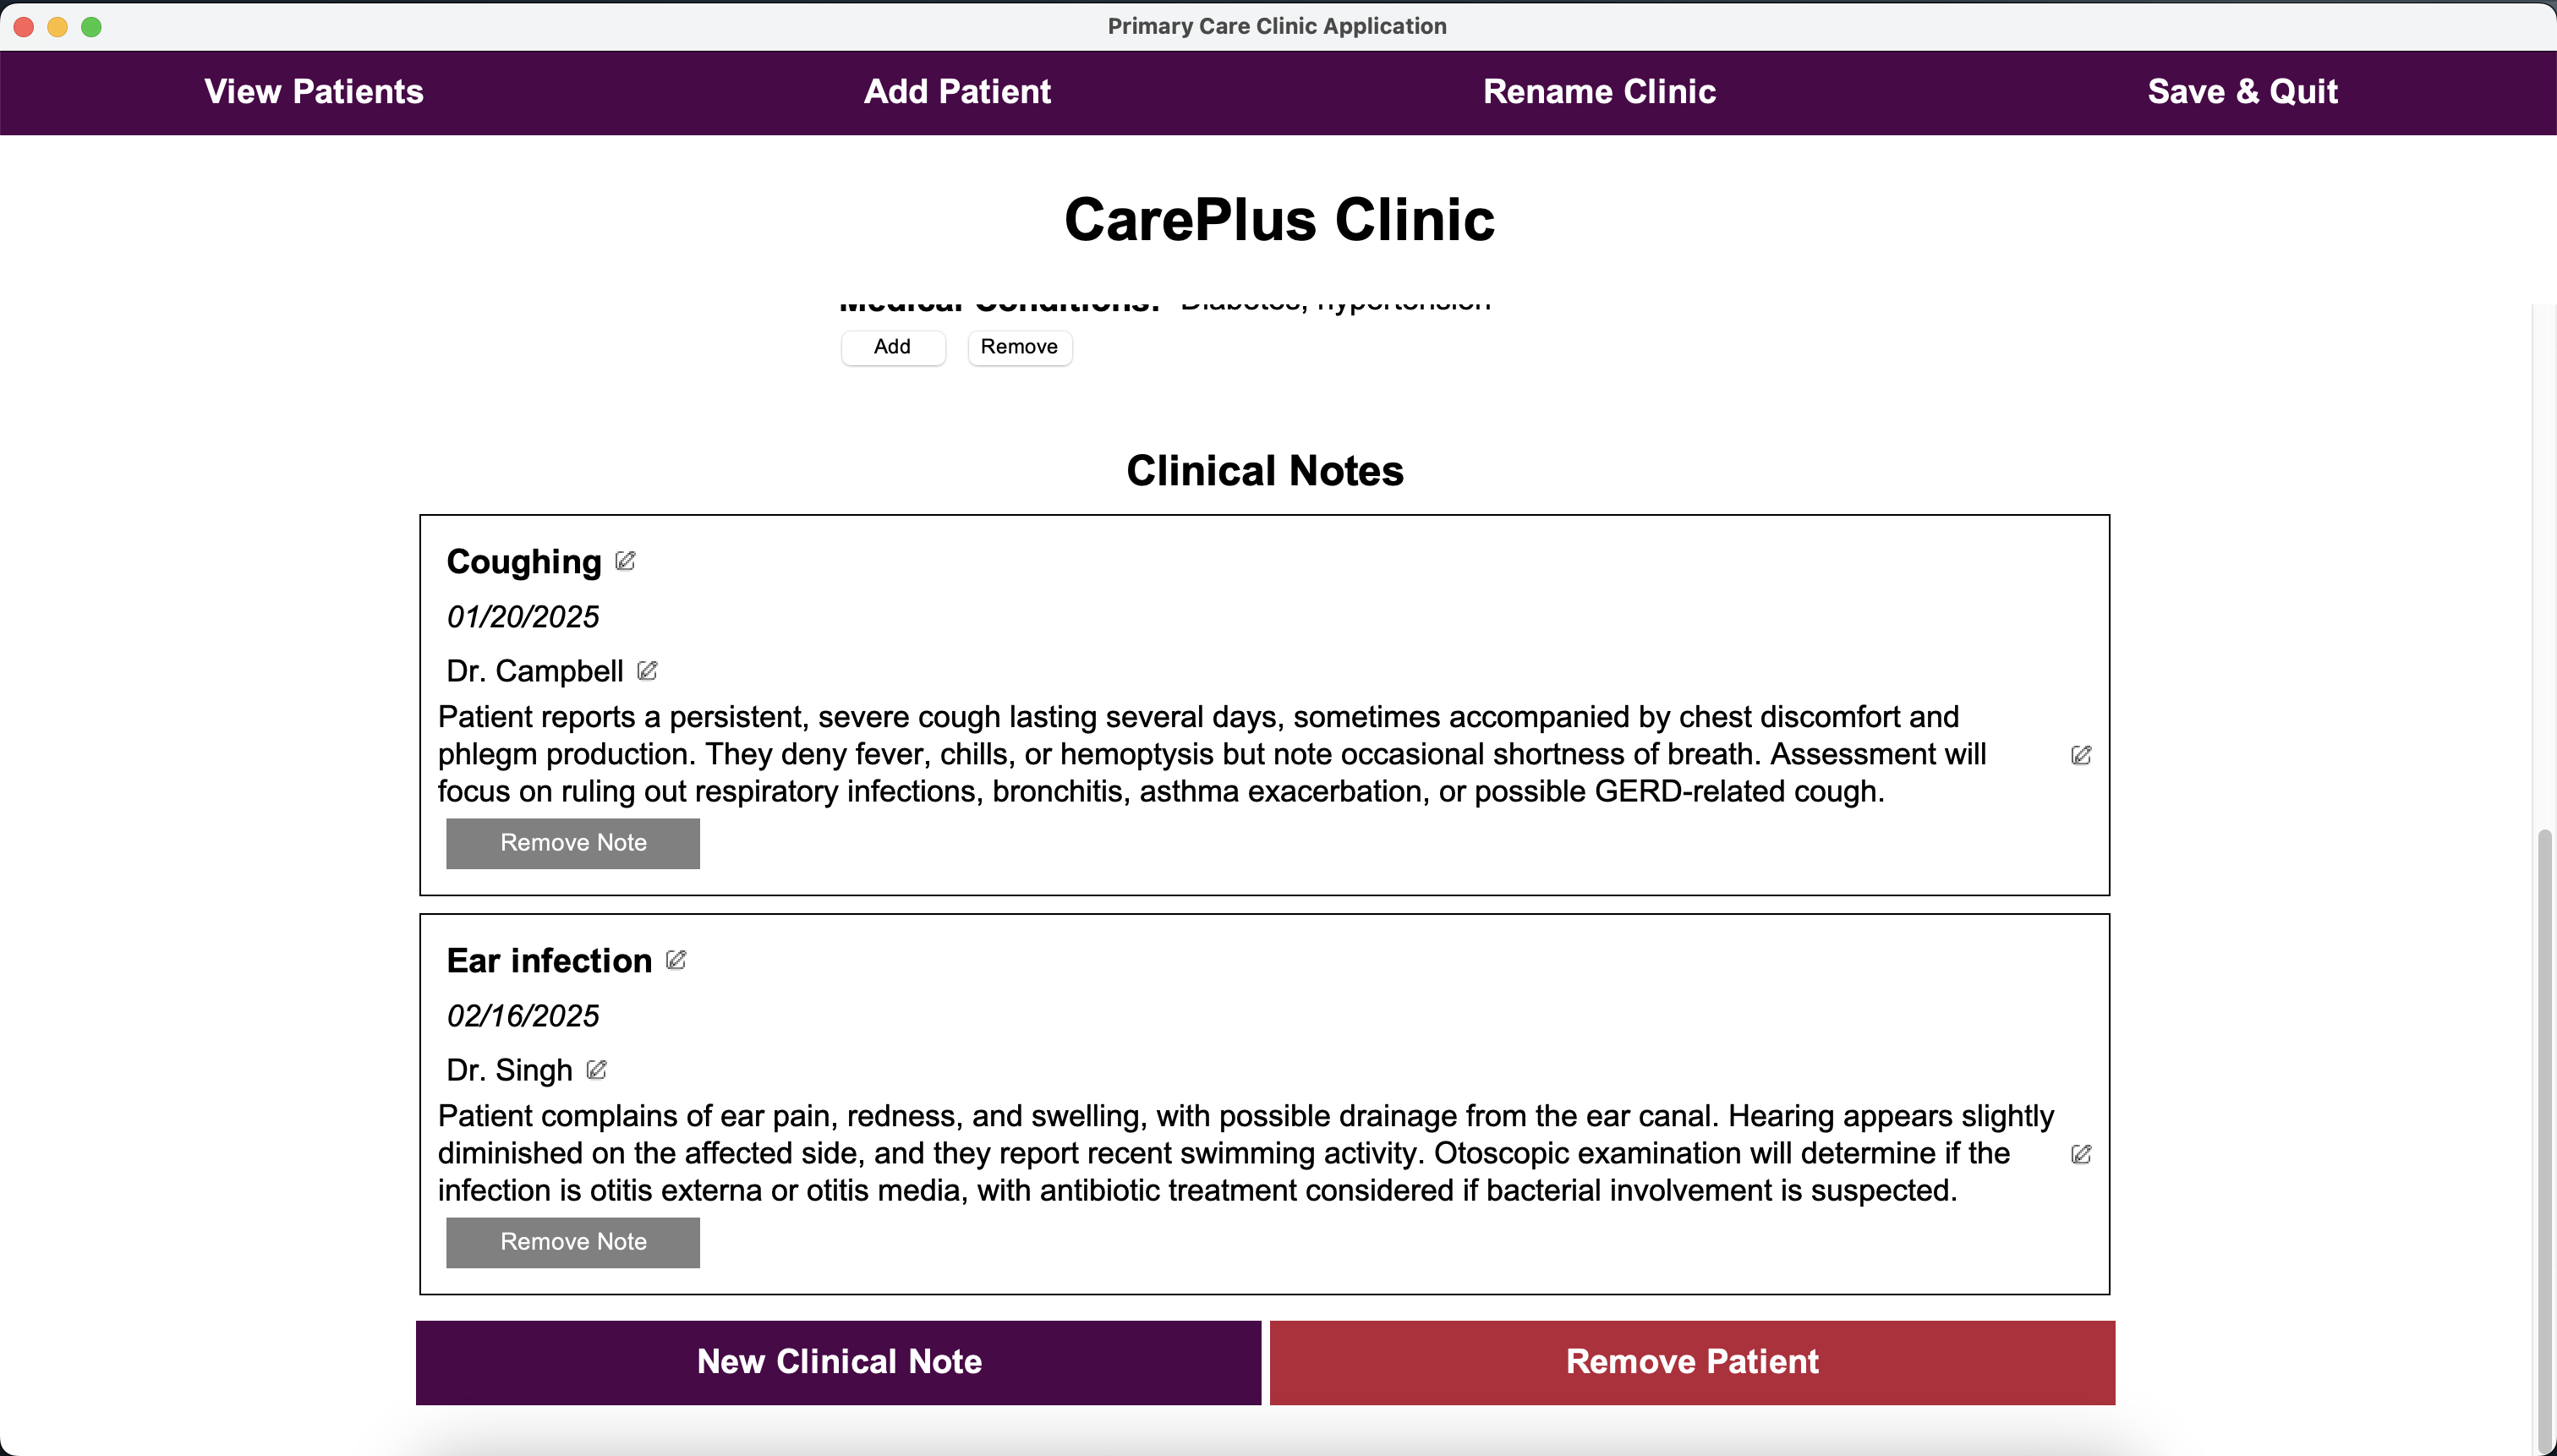 Primary Care Clinic Application
View Patients
Add Patient
Rename Clinic
Save & Quit
CarePlus Clinic
Medical Conditions: Diabetes, hypertension
Add
Remove
Clinical Notes
Coughing
01/20/2025
Dr. Campbell
Patient reports a persistent, severe cough lasting several days, sometimes accompanied by chest discomfort and
phlegm production. They deny fever, chills, or hemoptysis but note occasional shortness of breath. Assessment will
focus on ruling out respiratory infections, bronchitis, asthma exacerbation, or possible GERD-related cough.
Remove Note
Ear infection
02/16/2025
Dr. Singh
Patient complains of ear pain, redness, and swelling, with possible drainage from the ear canal. Hearing appears slightly
diminished on the affected side, and they report recent swimming activity. Otoscopic examination will determine if the
infection is otitis externa or otitis media, with antibiotic treatment considered if bacterial involvement is suspected.
Remove Note
New Clinical Note
Remove Patient